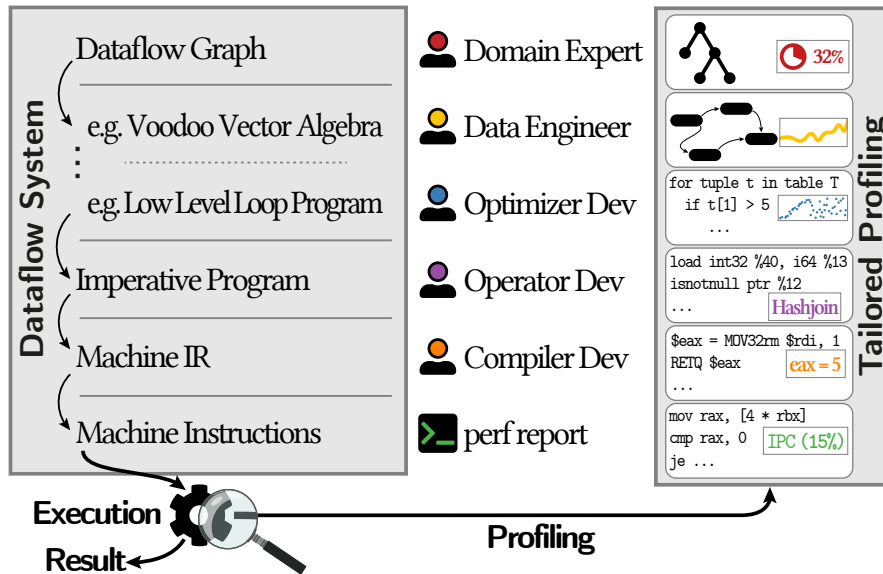 Dataflow System
Dataflow Graph
e.g. Voodoo Vector Algebra
e.g. Low Level Loop Program
Imperative Program
Machine IR
Machine Instructions
Domain Expert
Data Engineer
Optimizer Dev
Operator Dev
Compiler Dev
perf report
Tailored Profiling
32%
for tuple t in table T
if t[1] > 5
...
load int32 %40, i64 %13
isnotnull ptr %12
...
Hashjoin
$eax = MOV32rm $rdi, 1
RETQ $eax
eax = 5
...
mov rax, [4 * rbx]
cmp rax, 0
IPC (15%)
je ...
Execution
Result
Profiling